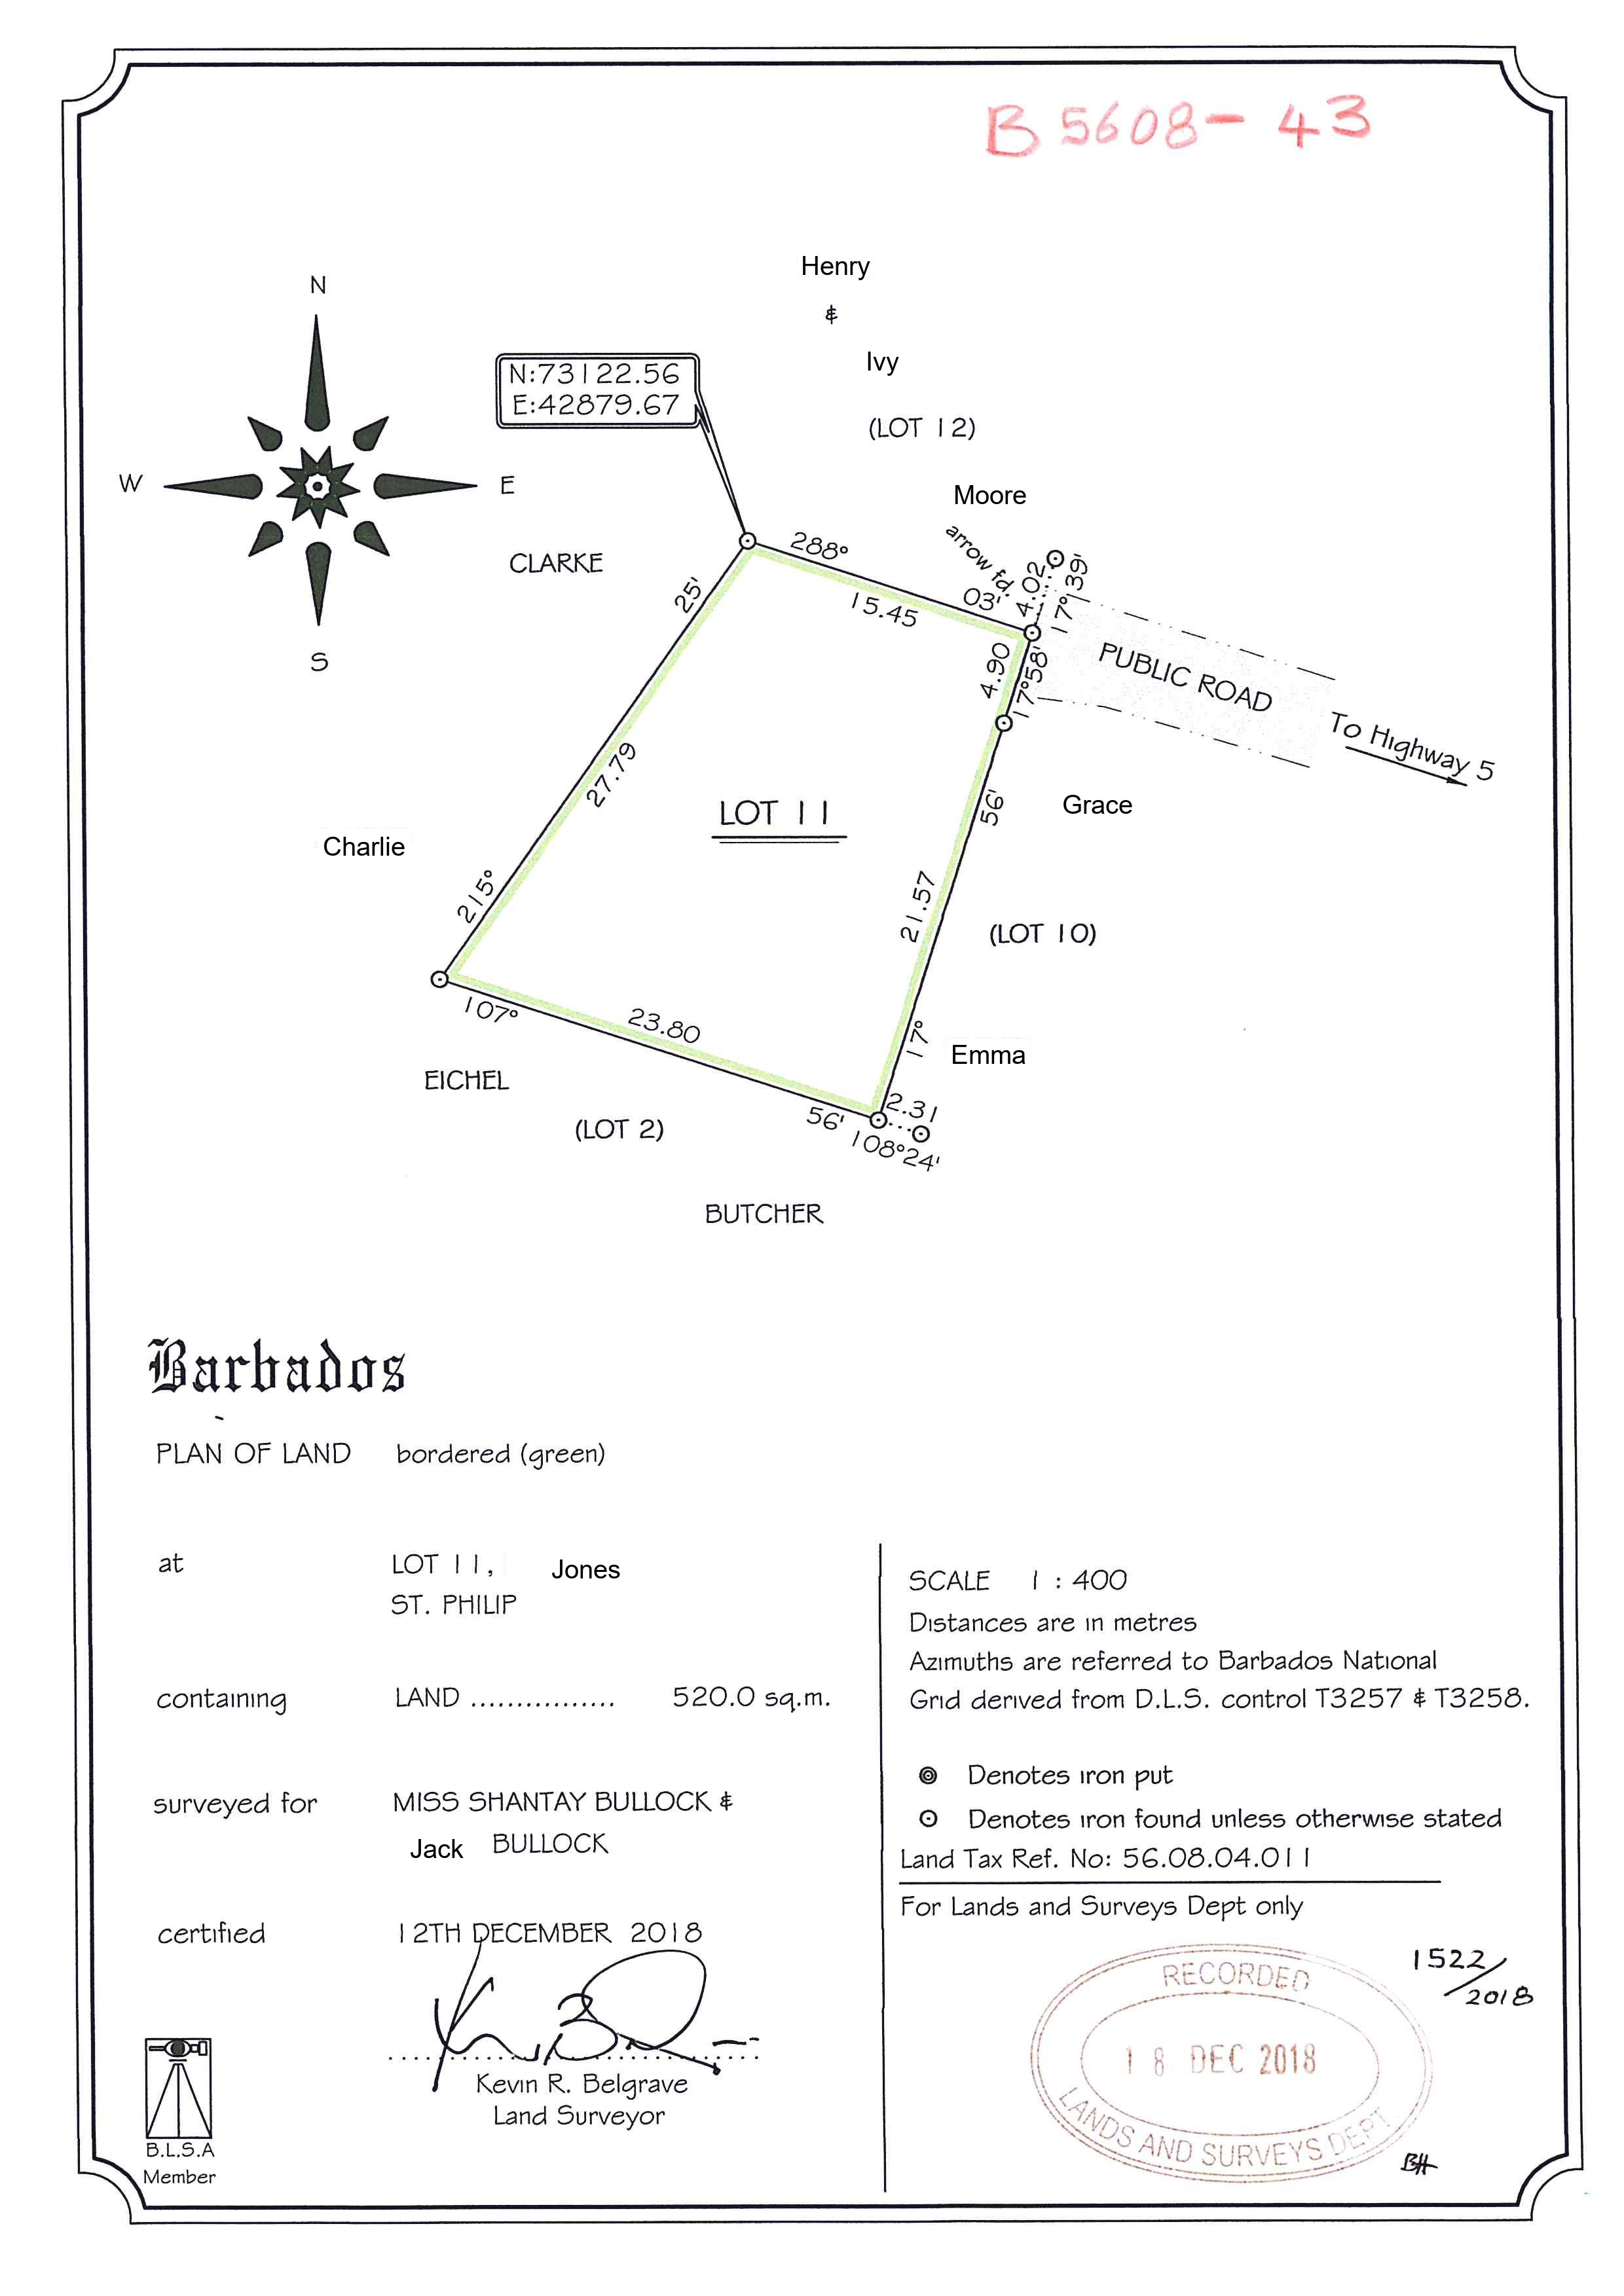 B 5608-43
Henry
&
Ivy
(LOT 12)
Moore
N
W
E
S
N:73122.56
E:42879.67
CLARKE
288°
03'
15.45
arrow fd.
4.02
17°39'
4.90
17°58'
PUBLIC ROAD
To Highway 5
25'
27.79
215°
Charlie
LOT 11
56'
21.57
17°
Grace
(LOT 10)
Emma
107°
23.80
56'
2.31
108°24'
EICHEL
(LOT 2)
BUTCHER
Barbados
PLAN OF LAND bordered (green)
at LOT 11, Jones
ST. PHILIP
containing LAND ................ 520.0 sq.m.
surveyed for MISS SHANTAY BULLOCK &
Jack BULLOCK
certified 12TH DECEMBER 2018
Kevin R. Belgrave
Land Surveyor
B.L.S.A
Member
SCALE 1 : 400
Distances are in metres
Azimuths are referred to Barbados National
Grid derived from D.L.S. control T3257 & T3258.
Denotes iron put
Denotes iron found unless otherwise stated
Land Tax Ref. No: 56.08.04.011
For Lands and Surveys Dept only
1522/2018
RECORDED
18 DEC 2018
LANDS AND SURVEYS DEPT
BH